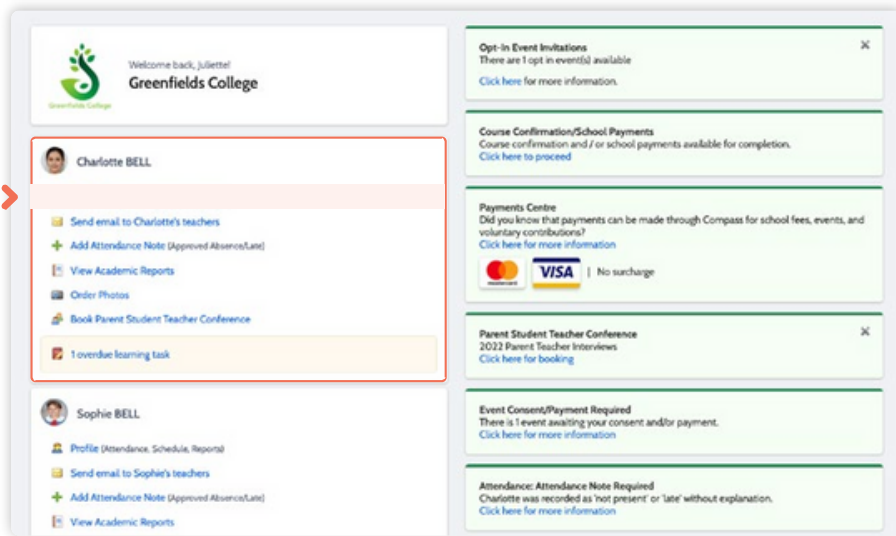 Welcome back, Juliette!
Greenfields College
Greenfields College
Charlotte BELL
Send email to Charlotte's teachers
Add Attendance Note (Approved Absence/Late)
View Academic Reports
Order Photos
Book Parent Student Teacher Conference
1 overdue learning task
Sophie BELL
Profile (Attendance, Schedule, Reports)
Send email to Sophie's teachers
Add Attendance Note (Approved Absence/Late)
View Academic Reports
Opt-In Event Invitations
There are 1 opt in event(s) available
Click here for more information.
Course Confirmation/School Payments
Course confirmation and / or school payments available for completion.
Click here to proceed
Payments Centre
Did you know that payments can be made through Compass for school fees, events, and
voluntary contributions?
Click here for more information
mastercard VISA | No surcharge
Parent Student Teacher Conference
2022 Parent Teacher Interviews
Click here for booking
Event Consent/Payment Required
There is 1 event awaiting your consent and/or payment.
Click here for more information
Attendance: Attendance Note Required
Charlotte was recorded as 'not present' or 'late' without explanation.
Click here for more information